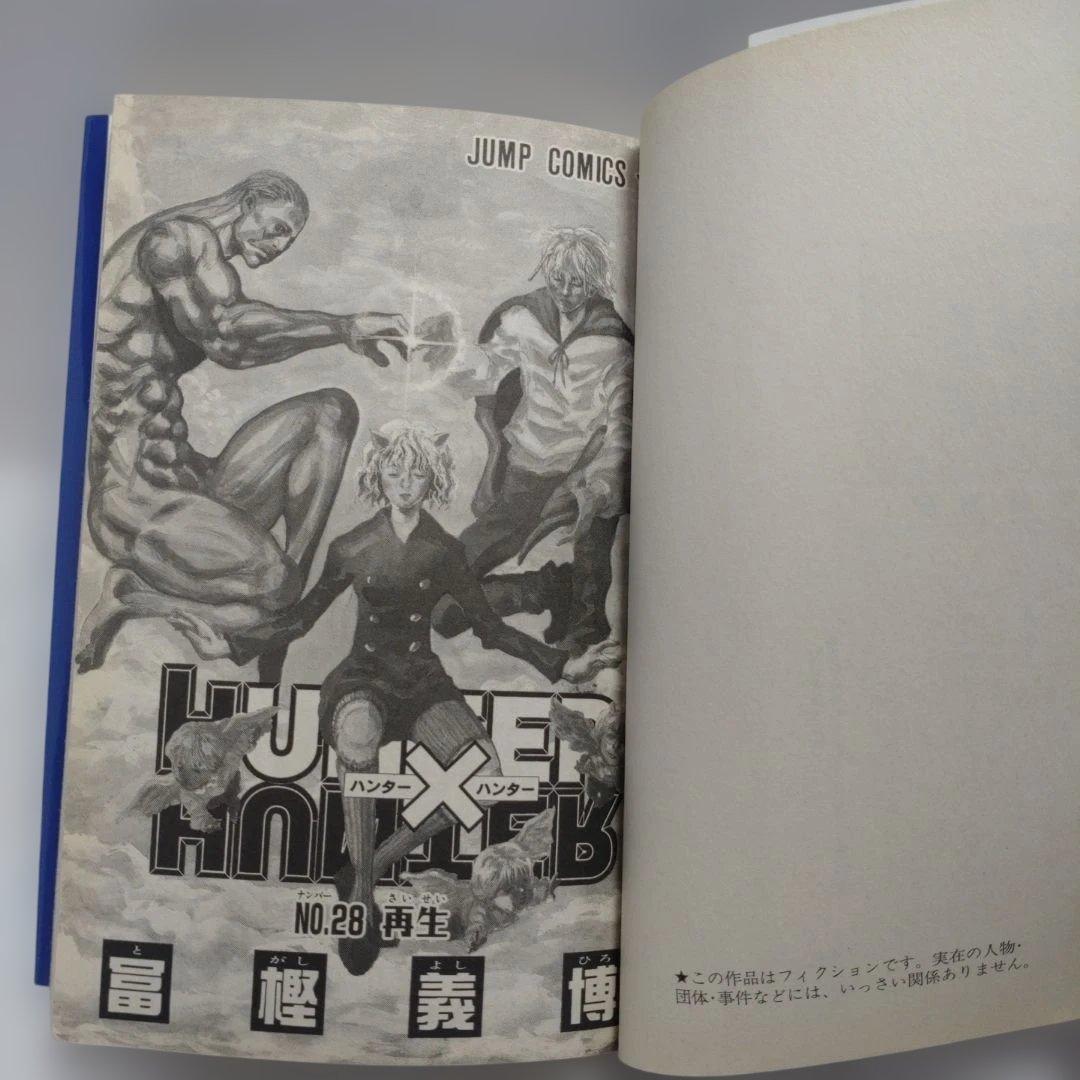 JUMP COMICS
HUNTER
ハンター×ハンター
HUNTER
ナンバー さいせい
NO.28 再生
と がし よし ひろ
冨樫義博
★この作品はフィクションです。実在の人物・
団体・事件などには、いっさい関係ありません。